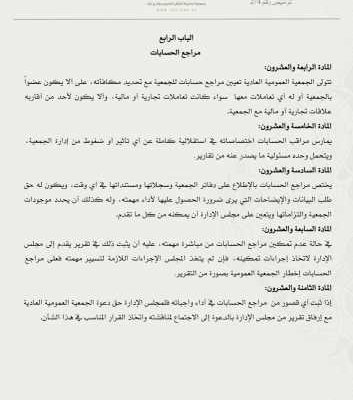 ترخيص رقم
الباب الرابع
مراجع الحسابات
المادة الرابعة والعشرون:
تتولى الجمعية العمومية العادية تعيين مراجع حسابات للجمعية مع تحديد مكافآته، على الا يكون عضواً
بالجمعية أو له أي تعاملات معها سواء كانت تعاملات تجارية أو مالية، وألا يكون لأحد من أقاربه
علاقات تجارية أو مالية مع الجمعية.
المادة الخامسة والعشرون:
يمارس مراقب الحسابات اختصاصاته في استقلالية كاملة عن أي تأثير أو ضغوط من إدارة الجمعية،
ويتحمل وحده مسئولية ما يصدر عنه من تقارير.
المادة السادسة والعشرون:
يختص مراجع الحسابات بالإطلاع على دفاتر الجمعية وسجلاتها ومستنداتها في أي وقت، ويكون له حق
طلب البيانات والإيضاحات التي يرى ضرورة الحصول عليها لأداء مهمته، وله كذلك أن يحدد موجودات
الجمعية والتزاماتها ويتعين على مجلس الإدارة أن يمكنه من كل ما تقدم.
المادة السابعة والعشرون:
في حالة عدم تمكين مراجع الحسابات من مباشرة مهمته، عليه أن يثبت ذلك في تقرير يقدم إلى مجلس
الإدارة لاتخاذ إجراءات تمكينه، فإن لم يتخذ المجلس الإجراءات اللازمة لتسيير مهمته فعلى مراجع
الحسابات إخطار الجمعية العمومية بصورة من التقرير.
المادة الثامنة والعشرون:
إذا ثبت أي قصور من مراجع الحسابات في أداء واجباته فلمجلس الإدارة حق دعوة الجمعية العمومية العادية
مع إرفاق تقرير من مجلس الإدارة بالدعوة إلى الاجتماع لمناقشته واتخاذ القرار المناسب في هذا الشأن.